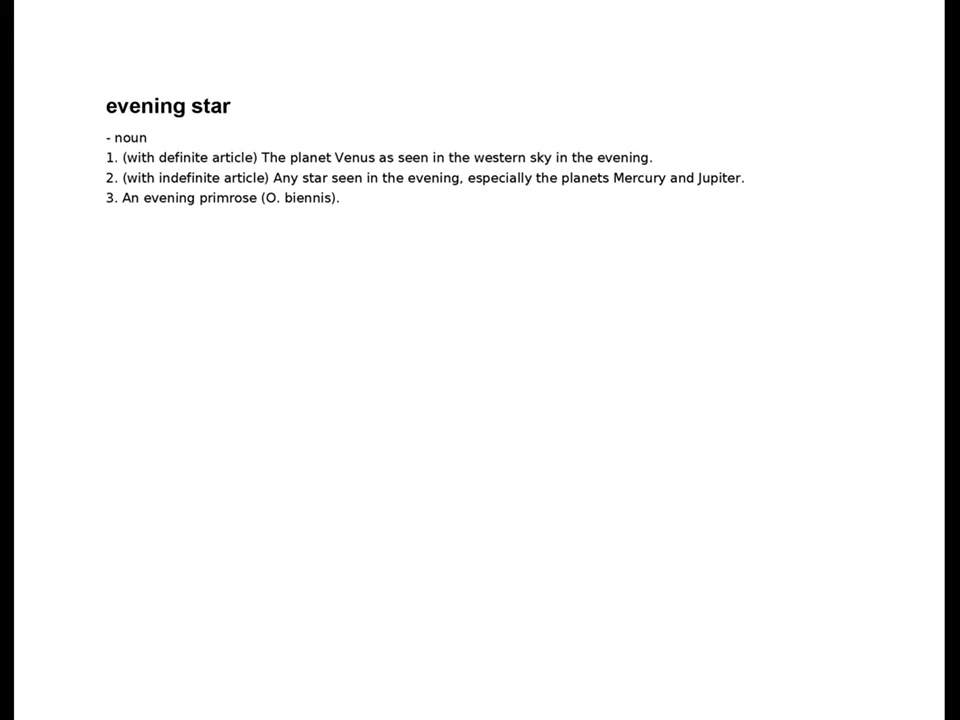 evening star
- noun
1. (with definite article) The planet Venus as seen in the western sky in the evening.
2. (with indefinite article) Any star seen in the evening, especially the planets Mercury and Jupiter.
3. An evening primrose (O. biennis).